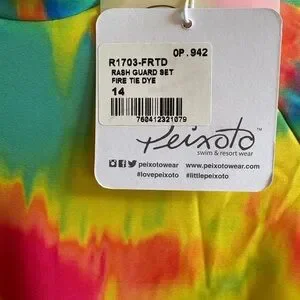 OP. 942
R1703-FRTD
RASH GUARD SET
FIRE TIE DYE
14
760412321079
Peixoto
swim & resort wear
peixotowear www.peixotowear.com
#lovepeixoto #littlepeixoto